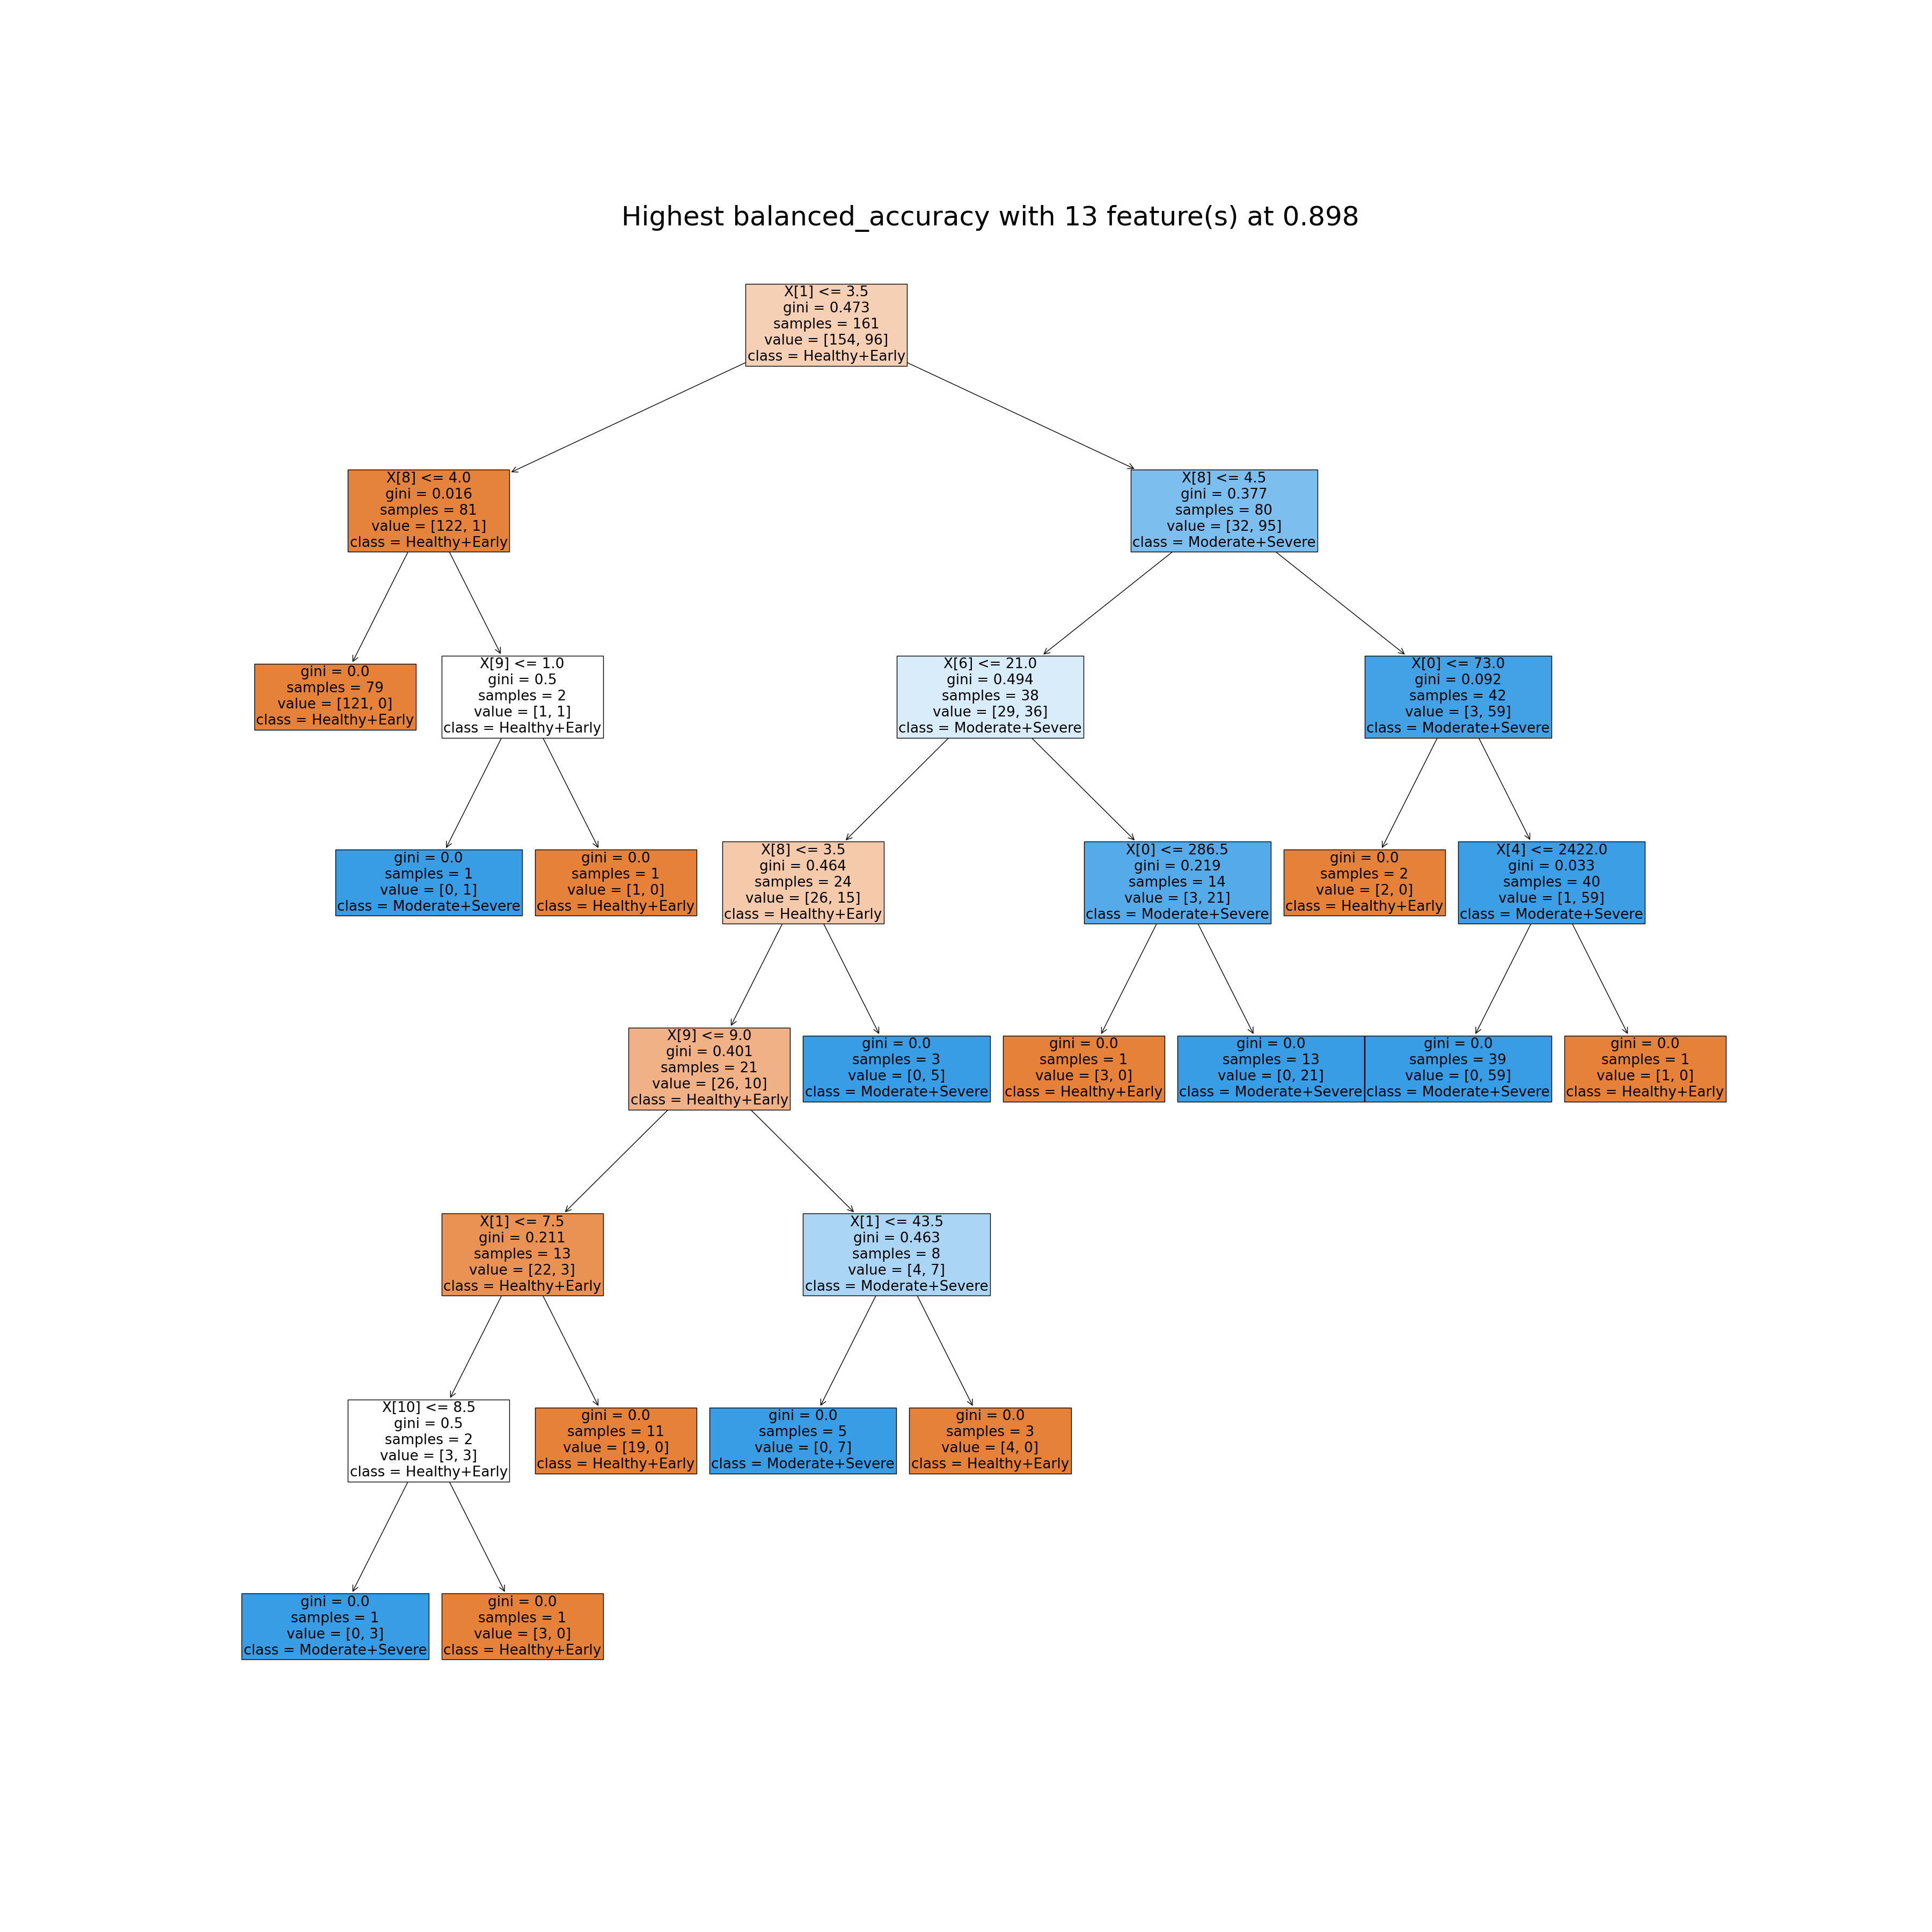 Highest balanced_accuracy with 13 feature(s) at 0.898
X[1] <= 3.5
gini = 0.473
samples = 161
value = [154, 96]
class = Healthy+Early
X[8] <= 4.0
gini = 0.016
samples = 81
value = [122, 1]
class = Healthy+Early
X[8] <= 4.5
gini = 0.377
samples = 80
value = [32, 95]
class = Moderate+Severe
gini = 0.0
samples = 79
value = [121, 0]
class = Healthy+Early
X[9] <= 1.0
gini = 0.5
samples = 2
value = [1, 1]
class = Healthy+Early
X[6] <= 21.0
gini = 0.494
samples = 38
value = [29, 36]
class = Moderate+Severe
X[0] <= 73.0
gini = 0.092
samples = 42
value = [3, 59]
class = Moderate+Severe
gini = 0.0
samples = 1
value = [0, 1]
class = Moderate+Severe
gini = 0.0
samples = 1
value = [1, 0]
class = Healthy+Early
X[8] <= 3.5
gini = 0.464
samples = 24
value = [26, 15]
class = Healthy+Early
X[0] <= 286.5
gini = 0.219
samples = 14
value = [3, 21]
class = Moderate+Severe
gini = 0.0
samples = 2
value = [2, 0]
class = Healthy+Early
X[4] <= 2422.0
gini = 0.033
samples = 40
value = [1, 59]
class = Moderate+Severe
X[9] <= 9.0
gini = 0.401
samples = 21
value = [26, 10]
class = Healthy+Early
gini = 0.0
samples = 3
value = [0, 5]
class = Moderate+Severe
gini = 0.0
samples = 1
value = [3, 0]
class = Healthy+Early
gini = 0.0
samples = 13
value = [0, 21]
class = Moderate+Severe
gini = 0.0
samples = 39
value = [0, 59]
class = Moderate+Severe
gini = 0.0
samples = 1
value = [1, 0]
class = Healthy+Early
X[1] <= 7.5
gini = 0.211
samples = 13
value = [22, 3]
class = Healthy+Early
X[1] <= 43.5
gini = 0.463
samples = 8
value = [4, 7]
class = Moderate+Severe
X[10] <= 8.5
gini = 0.5
samples = 2
value = [3, 3]
class = Healthy+Early
gini = 0.0
samples = 11
value = [19, 0]
class = Healthy+Early
gini = 0.0
samples = 5
value = [0, 7]
class = Moderate+Severe
gini = 0.0
samples = 3
value = [4, 0]
class = Healthy+Early
gini = 0.0
samples = 1
value = [0, 3]
class = Moderate+Severe
gini = 0.0
samples = 1
value = [3, 0]
class = Healthy+Early